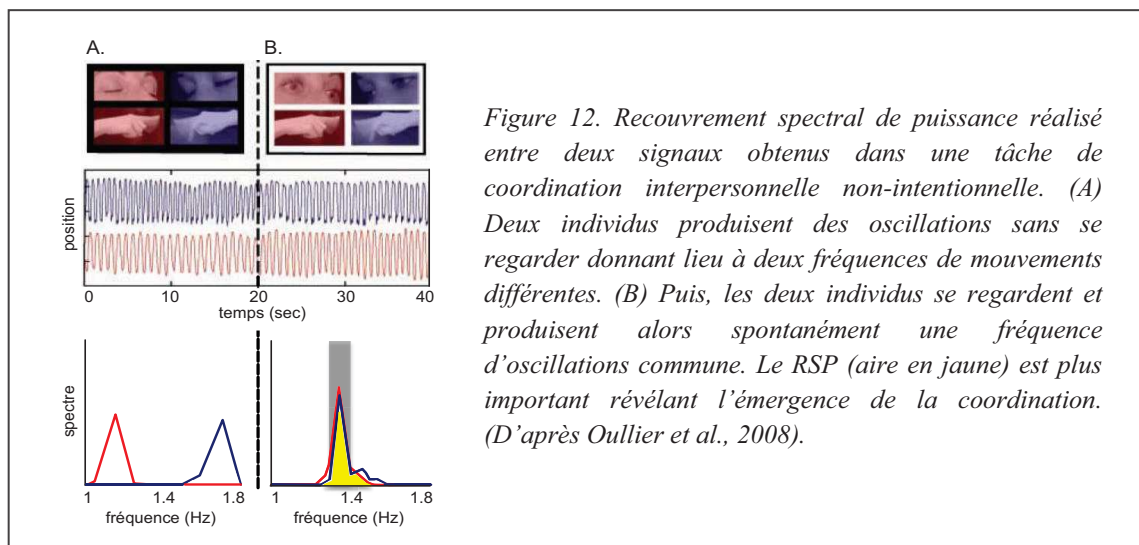 A.
B.
position
0
10
20
30
40
temps (sec)
spectre
1
1.4
1.8
1
1.4
1.8
fréquence (Hz)
fréquence (Hz)
Figure 12. Recouvrement spectral de puissance réalisé
entre deux signaux obtenus dans une tâche de
coordination interpersonnelle non-intentionnelle. (A)
Deux individus produisent des oscillations sans se
regarder donnant lieu à deux fréquences de mouvements
différentes. (B) Puis, les deux individus se regardent et
produisent alors spontanément une fréquence
d’oscillations commune. Le RSP (aire en jaune) est plus
important révélant l’émergence de la coordination.
(D’après Oullier et al., 2008).